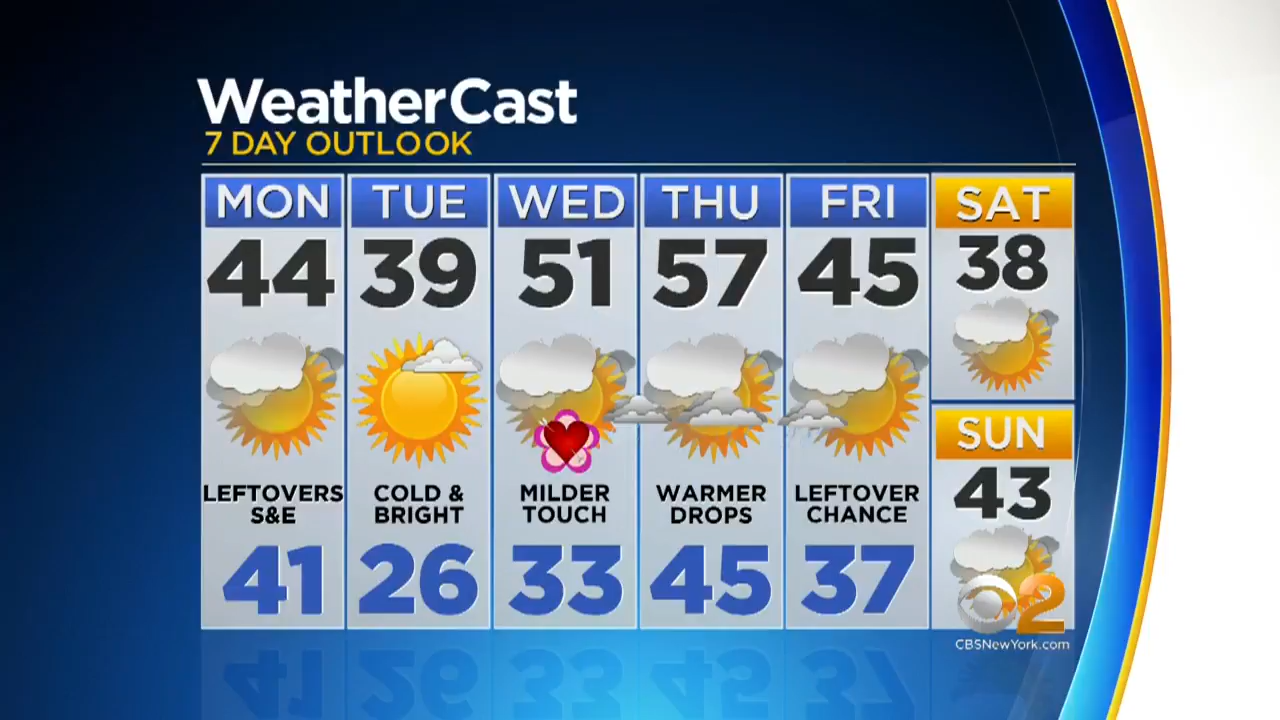 WeatherCast
7 DAY OUTLOOK
MON TUE WED THU FRI SAT
44 39 51 57 45 38
SUN
43
LEFTOVERS S&E
COLD & BRIGHT
MILDER TOUCH
WARMER DROPS
LEFTOVER CHANCE
41 26 33 45 37
2
CBSNewYork.com